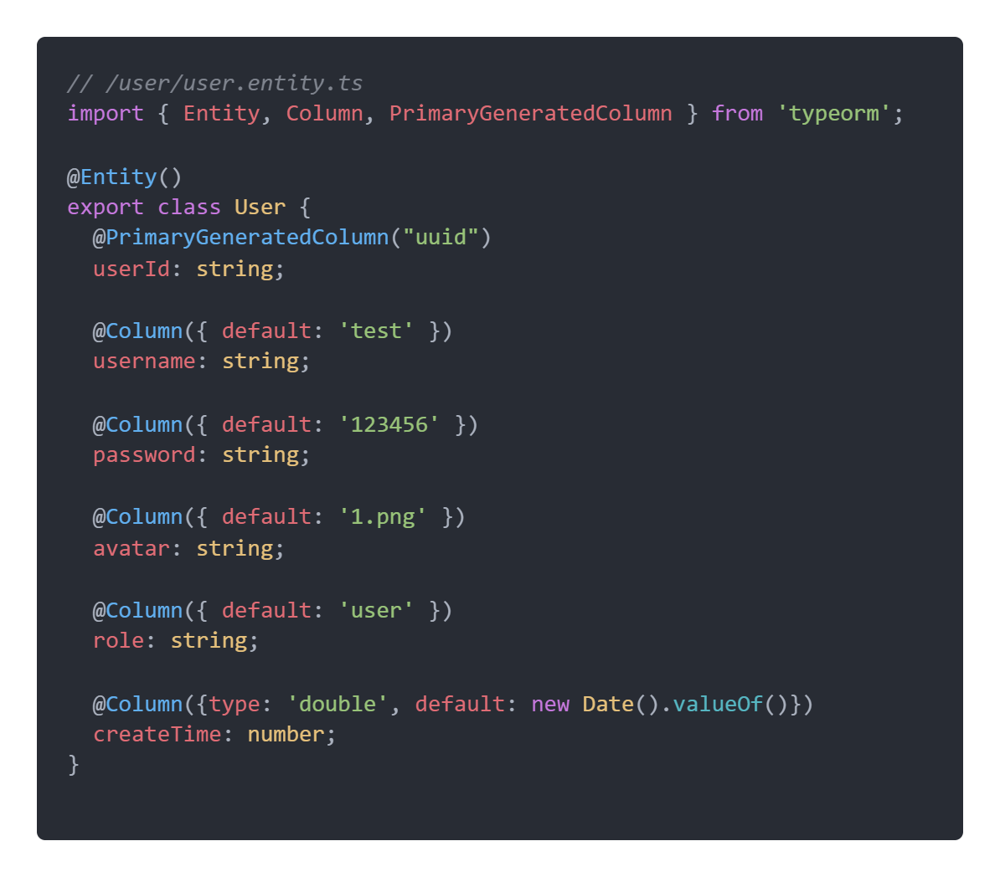 // /user/user.entity.ts
import { Entity, Column, PrimaryGeneratedColumn } from 'typeorm';

@Entity()
export class User {
  @PrimaryGeneratedColumn("uuid")
  userId: string;

  @Column({ default: 'test' })
  username: string;

  @Column({ default: '123456' })
  password: string;

  @Column({ default: '1.png' })
  avatar: string;

  @Column({ default: 'user' })
  role: string;

  @Column({type: 'double', default: new Date().valueOf()})
  createTime: number;
}